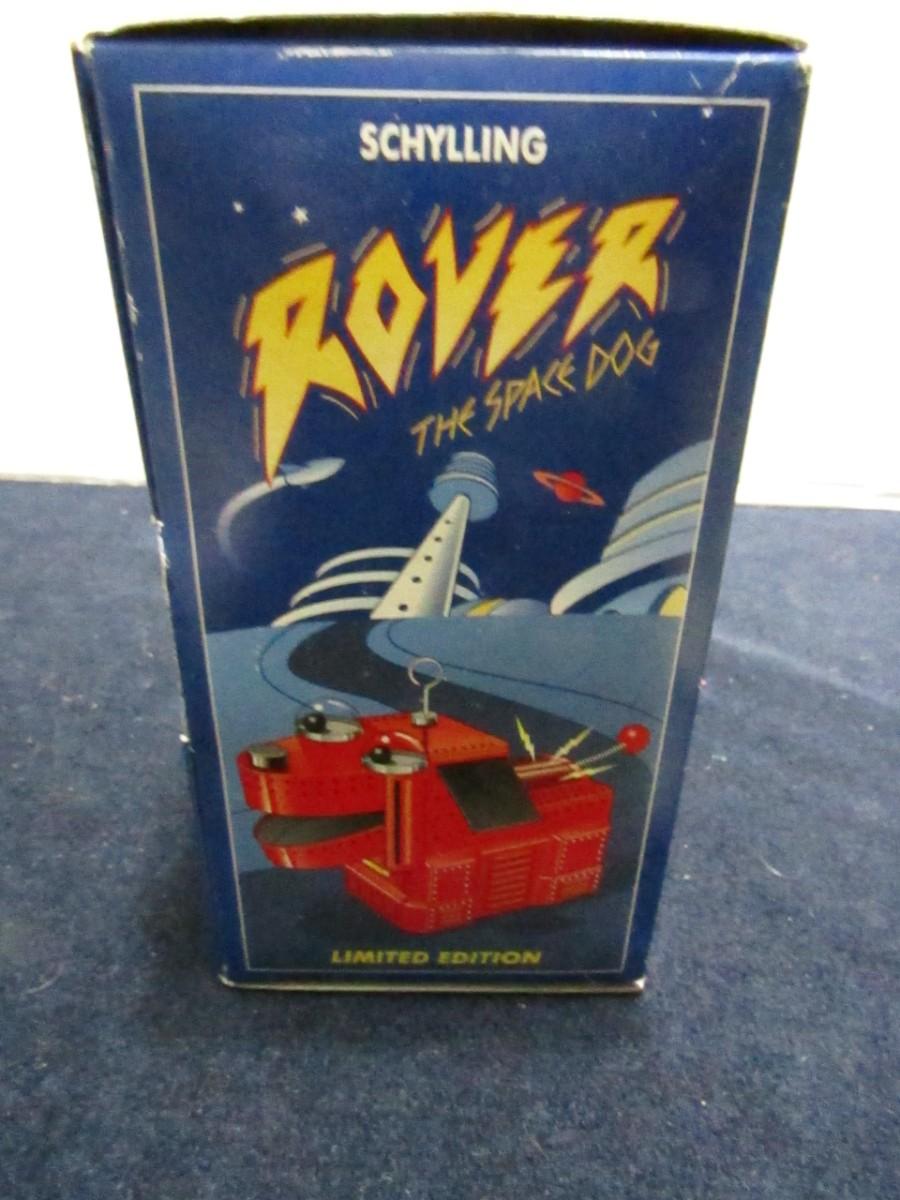 SCHYLLING
ROVER
THE SPACE DOG
LIMITED EDITION